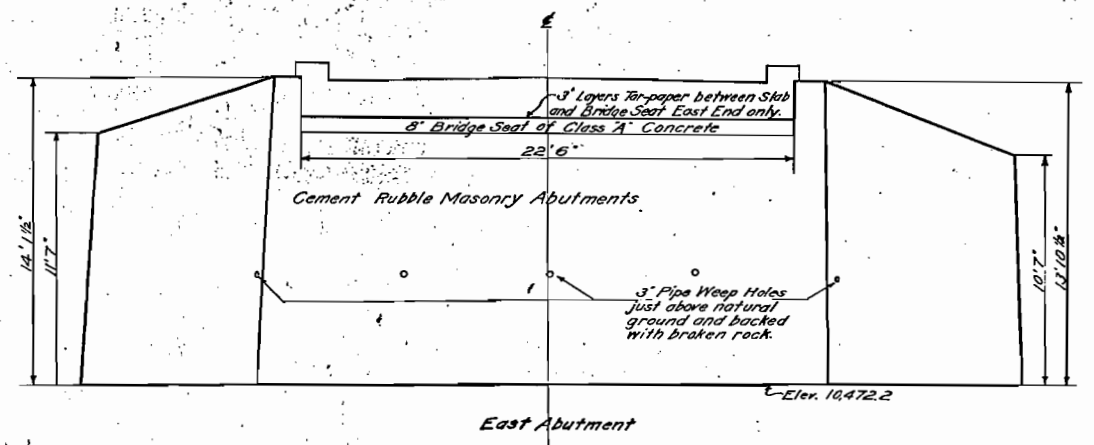 ℄
3" Layers Tar-paper between Slab
and Bridge Seat East End only.
8" Bridge Seat of Class "A" Concrete
22'6"
Cement Rubble Masonry Abutments
14' 1½"
11'7"
10'7"
13'10½"
3" Pipe Weep Holes
just above natural
ground and backed
with broken rock.
Elev. 10,472.2
East Abutment